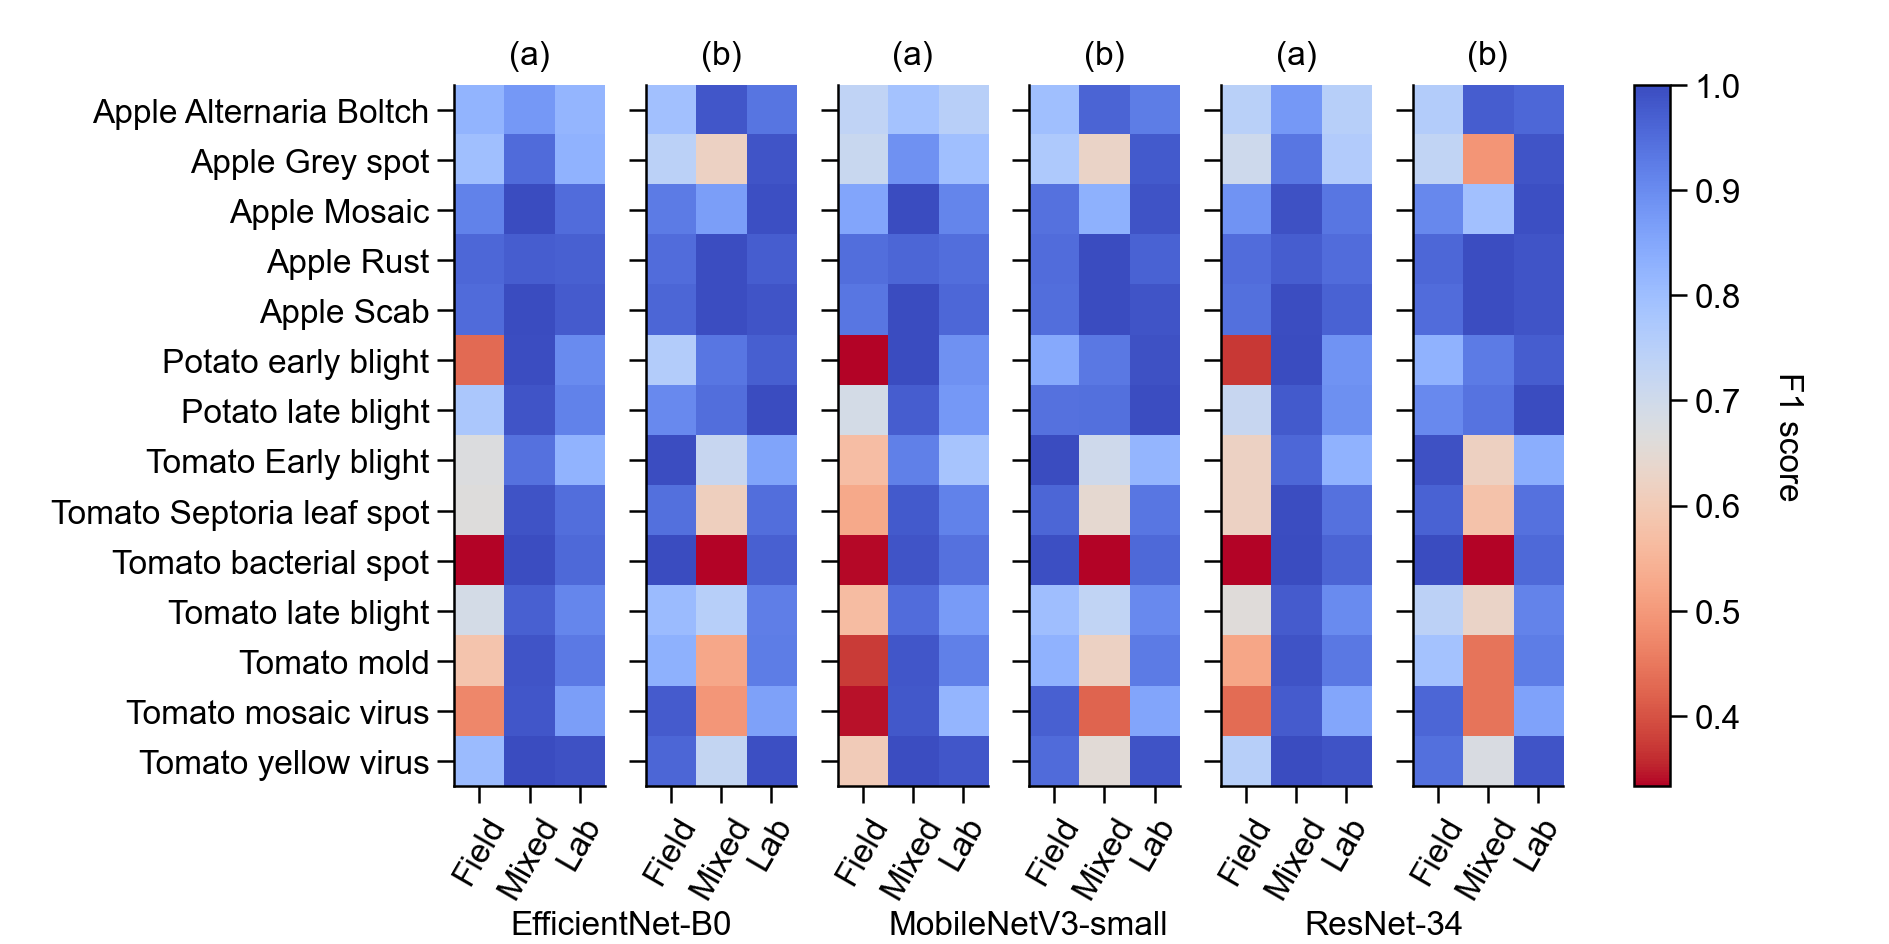 (a) (b) (a) (b) (a) (b)
Apple Alternaria Boltch
Apple Grey spot
Apple Mosaic
Apple Rust
Apple Scab
Potato early blight
Potato late blight
Tomato Early blight
Tomato Septoria leaf spot
Tomato bacterial spot
Tomato late blight
Tomato mold
Tomato mosaic virus
Tomato yellow virus
Field Mixed Lab Field Mixed Lab Field Mixed Lab Field Mixed Lab Field Mixed Lab Field Mixed Lab
EfficientNet-B0 MobileNetV3-small ResNet-34
1.0
0.9
0.8
0.7
0.6
0.5
0.4
F1 score